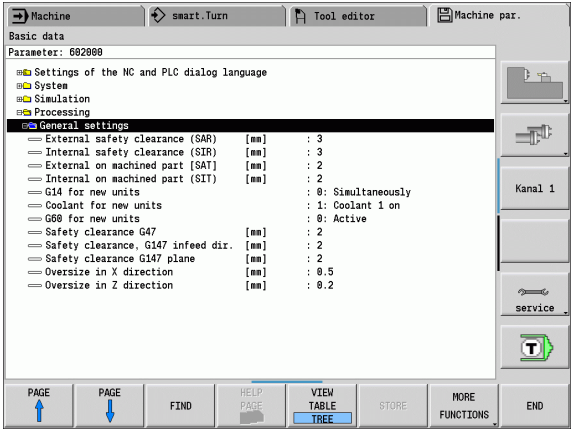 Machine
smart.Turn
Tool editor
Machine par.
Basic data
Parameter: 602000
Settings of the NC and PLC dialog language
System
Simulation
Processing
General settings
External safety clearance (SAR) [mm] : 3
Internal safety clearance (SIR) [mm] : 3
External on machined part [SAT) [mm] : 2
Internal on machined part (SIT) [mm] : 2
G14 for new units : 0: Simultaneously
Coolant for new units : 1: Coolant 1 on
G60 for new units : 0: Active
Safety clearance G47 [mm] : 2
Safety clearance, G147 infeed dir. [mm] : 2
Safety clearance G147 plane [mm] : 2
Oversize in X direction [mm] : 0.5
Oversize in Z direction [mm] : 0.2
Kanal 1
service
T
PAGE
PAGE
FIND
HELP
PAGE
VIEW
TABLE
TREE
STORE
MORE
FUNCTIONS
END